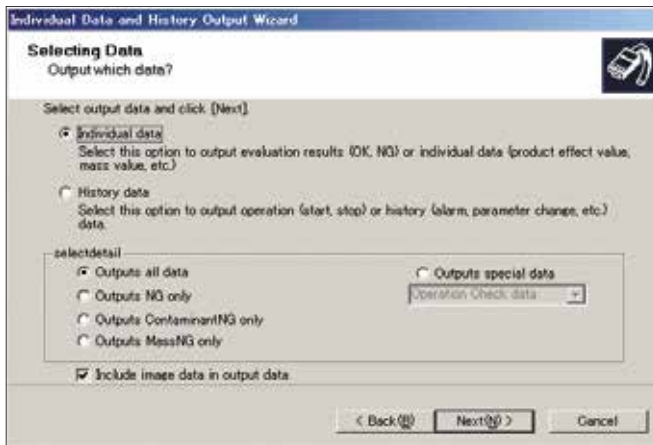 Individual Data and History Output Wizard
Selecting Data
Output which data?
Select output data and click [Next].
Individual data
Select this option to output evaluation results (OK, NG) or individual data (product effect value,
mass value, etc.)
History data
Select this option to output operation (start, stop) or history (alarm, parameter change, etc.)
data.
selectdetail
Outputs all data
Outputs special data
Outputs NG only
Operation Check data
Outputs ContaminantNG only
Outputs MassNG only
Include image data in output data
< Back(B)
Next(N) >
Cancel